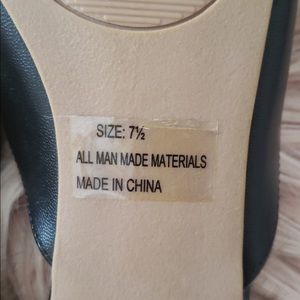 SIZE: 7½
ALL MAN MADE MATERIALS
MADE IN CHINA